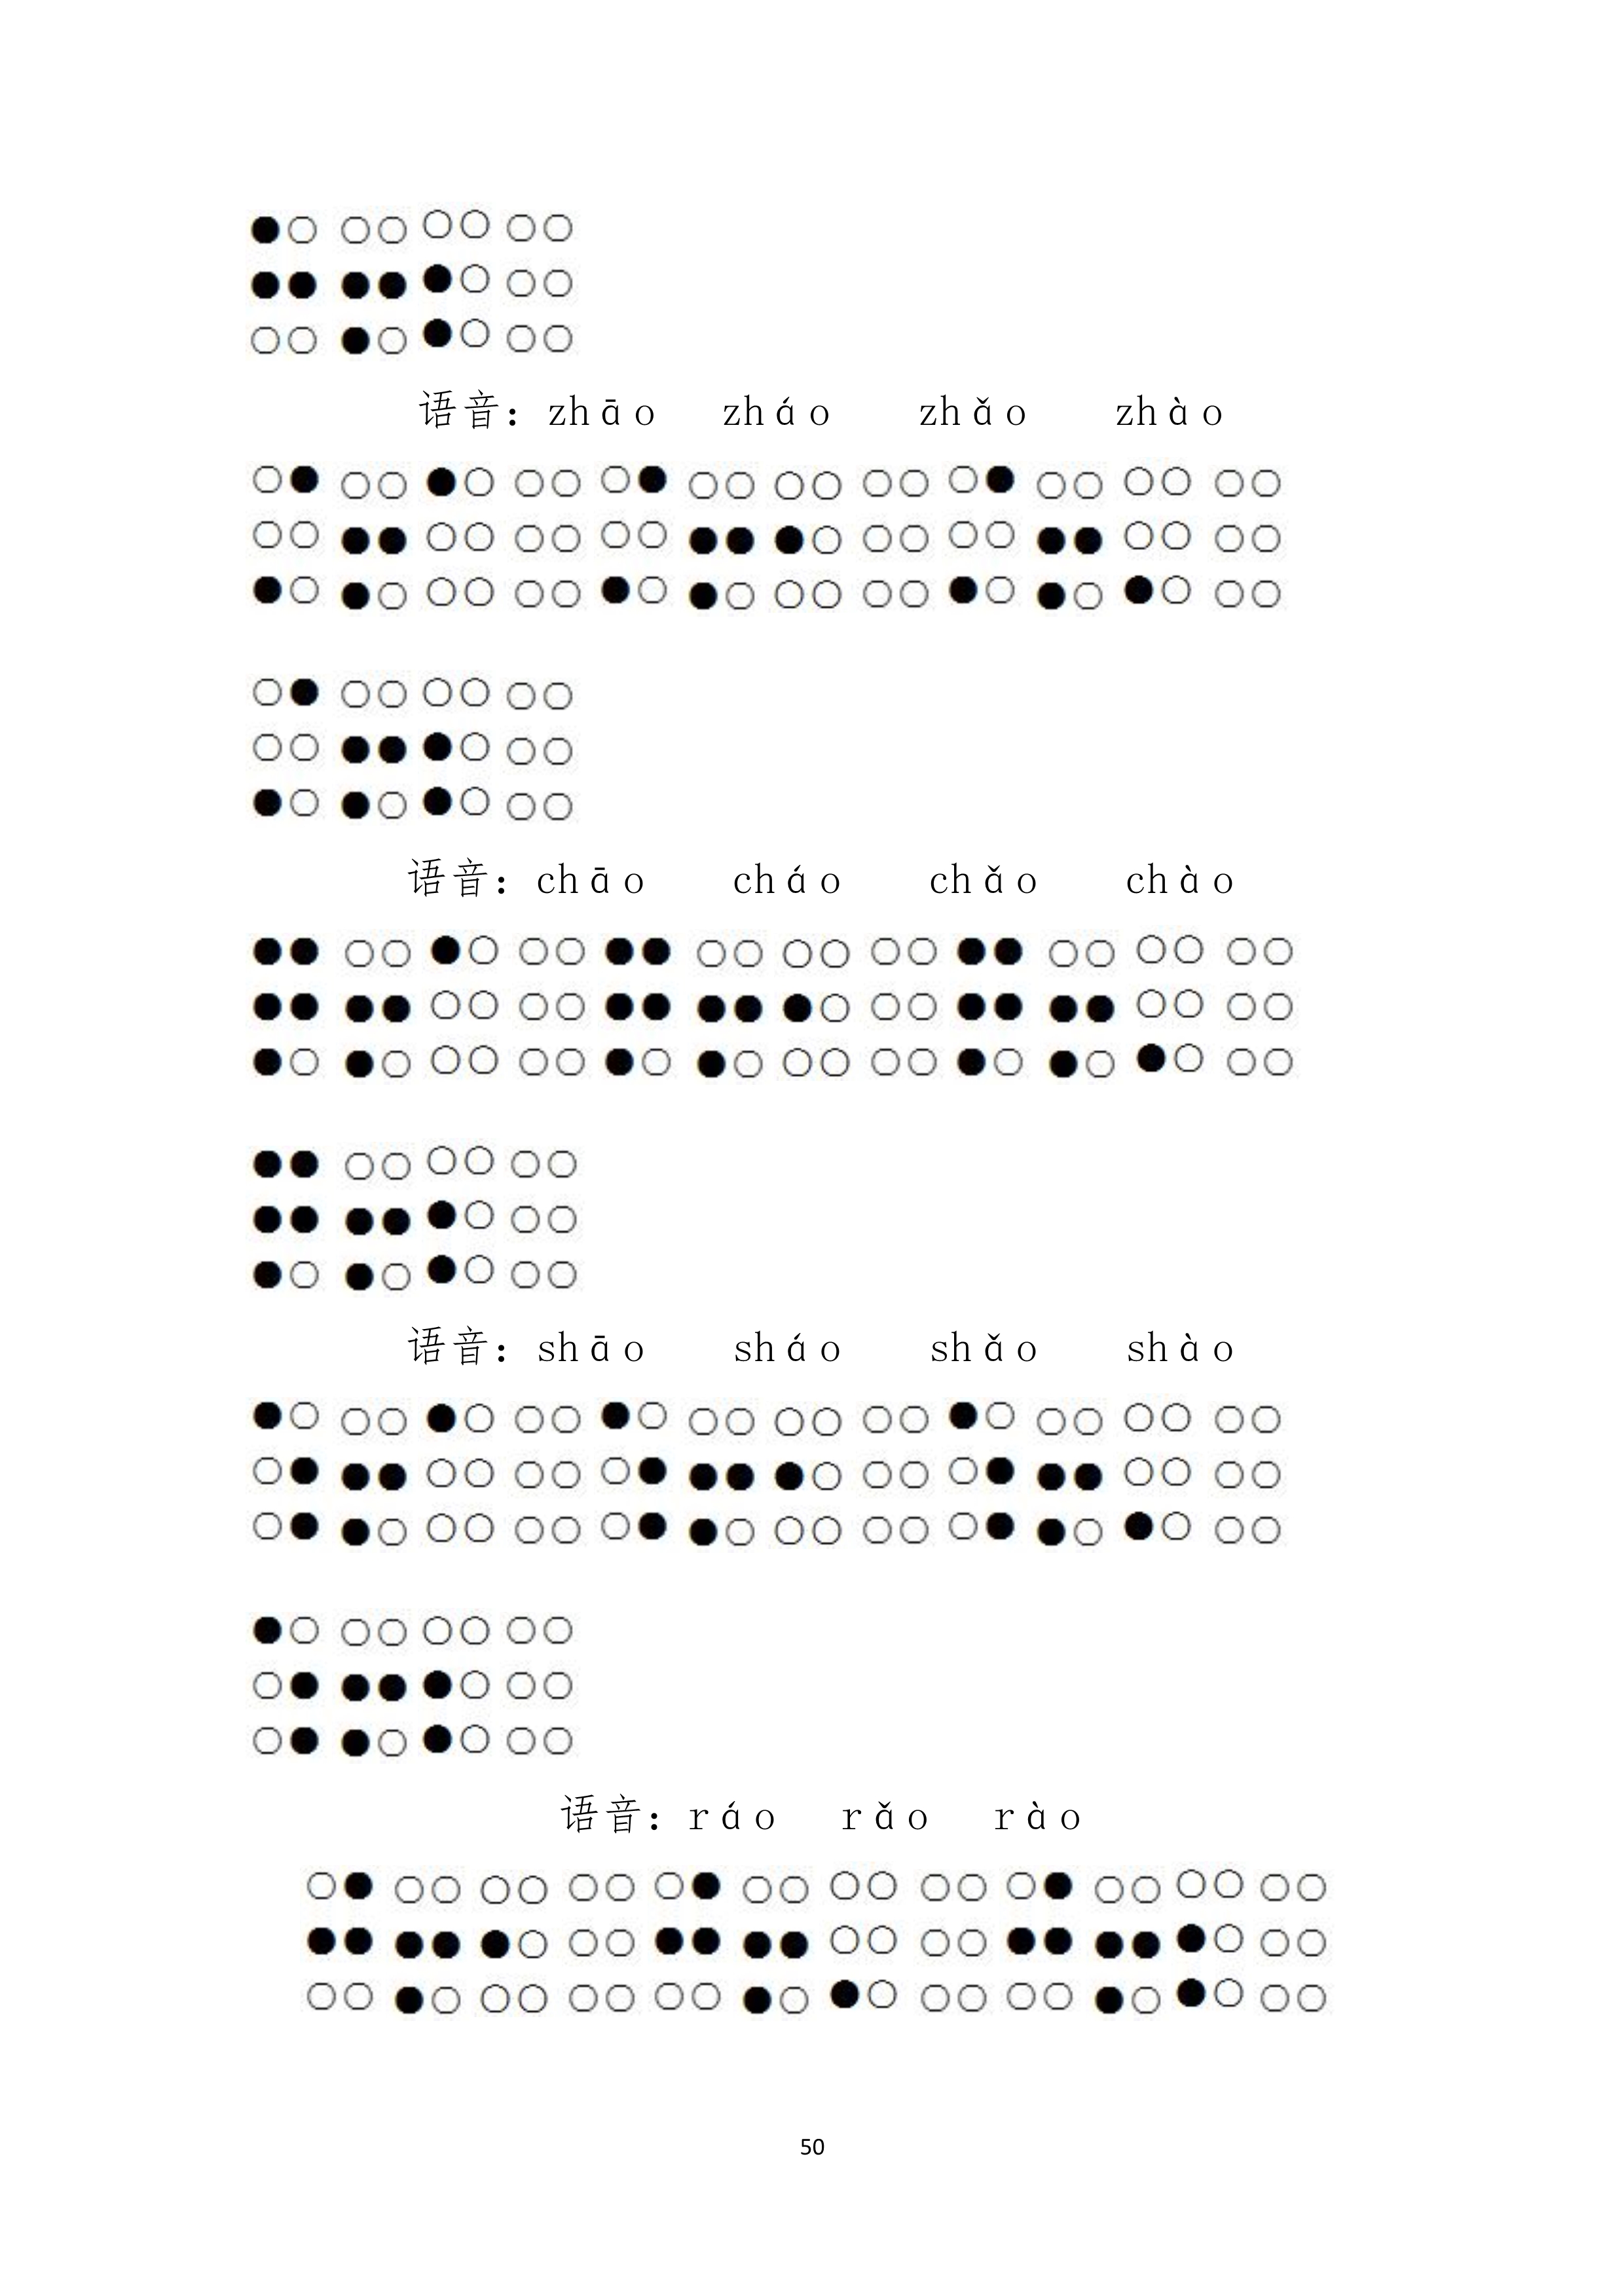 语音：zhāo zháo zhǎo zhào
语音：chāo cháo chǎo chào
语音：shāo sháo shǎo shào
语音：ráo rǎo rào
50